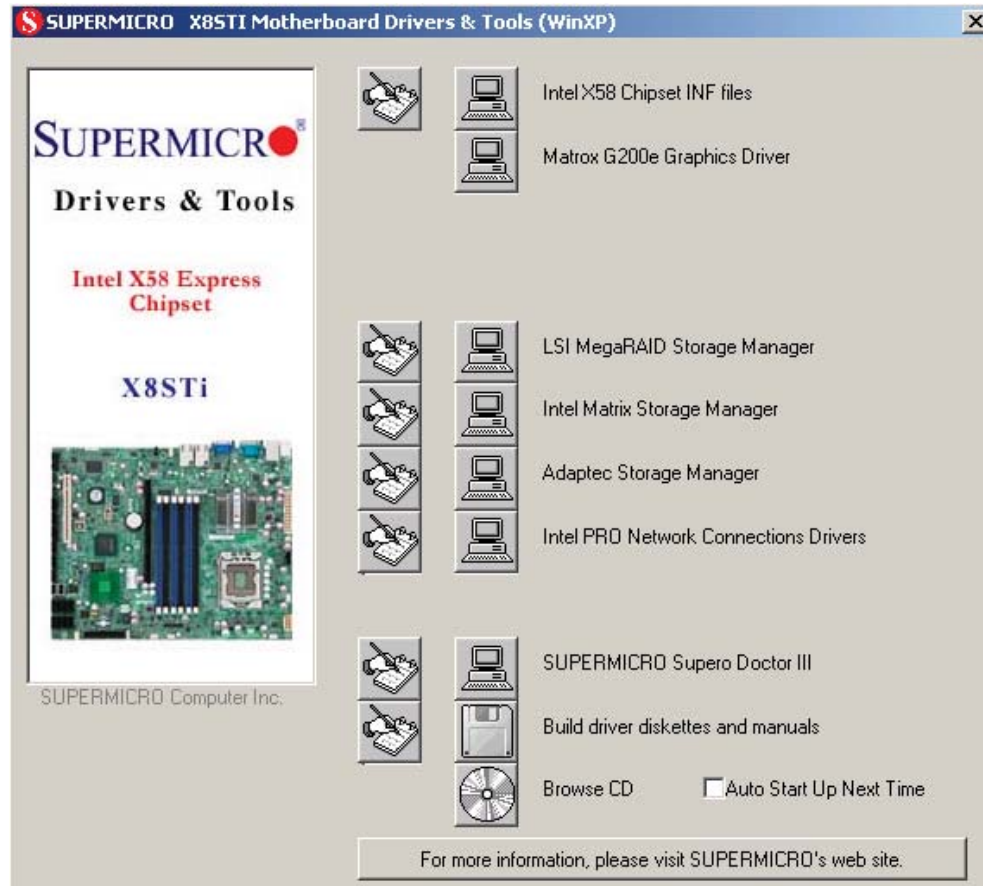 SUPERMICRO X8STI Motherboard Drivers & Tools (WinXP)
SUPERMICRO®
Drivers & Tools
Intel X58 Express
Chipset
X8STi
SUPERMICRO Computer Inc.
Intel X58 Chipset INF files
Matrox G200e Graphics Driver
LSI MegaRAID Storage Manager
Intel Matrix Storage Manager
Adaptec Storage Manager
Intel PRO Network Connections Drivers
SUPERMICRO Supero Doctor III
Build driver diskettes and manuals
Browse CD
Auto Start Up Next Time
For more information, please visit SUPERMICRO's web site.